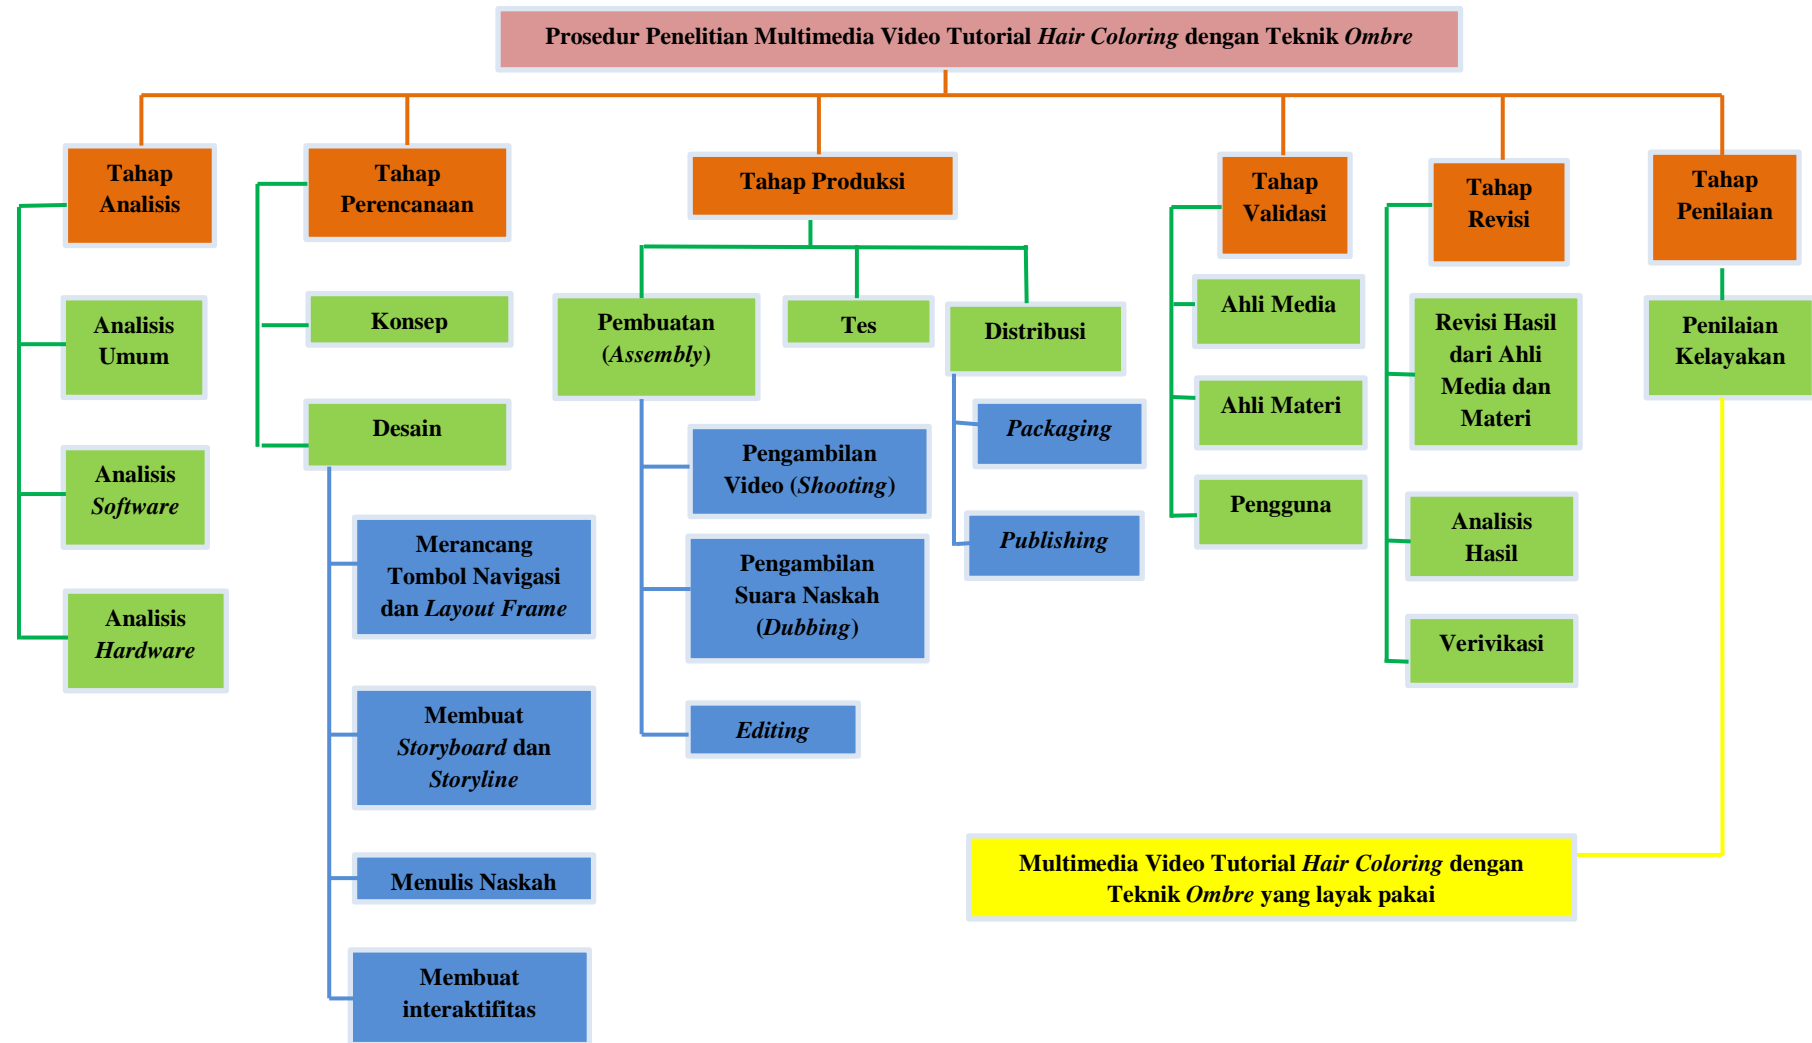 Prosedur Penelitian Multimedia Video Tutorial Hair Coloring dengan Teknik Ombre
Tahap
Analisis
Analisis
Umum
Analisis
Software
Analisis
Hardware
Tahap
Perencanaan
Konsep
Desain
Merancang
Tombol Navigasi
dan Layout Frame
Membuat
Storyboard dan
Storyline
Menulis Naskah
Membuat
interaktifitas
Tahap Produksi
Pembuatan
(Assembly)
Pengambilan
Video (Shooting)
Pengambilan
Suara Naskah
(Dubbing)
Editing
Tes
Distribusi
Packaging
Publishing
Tahap
Validasi
Ahli Media
Ahli Materi
Pengguna
Tahap
Revisi
Revisi Hasil
dari Ahli
Media dan
Materi
Analisis
Hasil
Verivikasi
Tahap
Penilaian
Penilaian
Kelayakan
Multimedia Video Tutorial Hair Coloring dengan
Teknik Ombre yang layak pakai